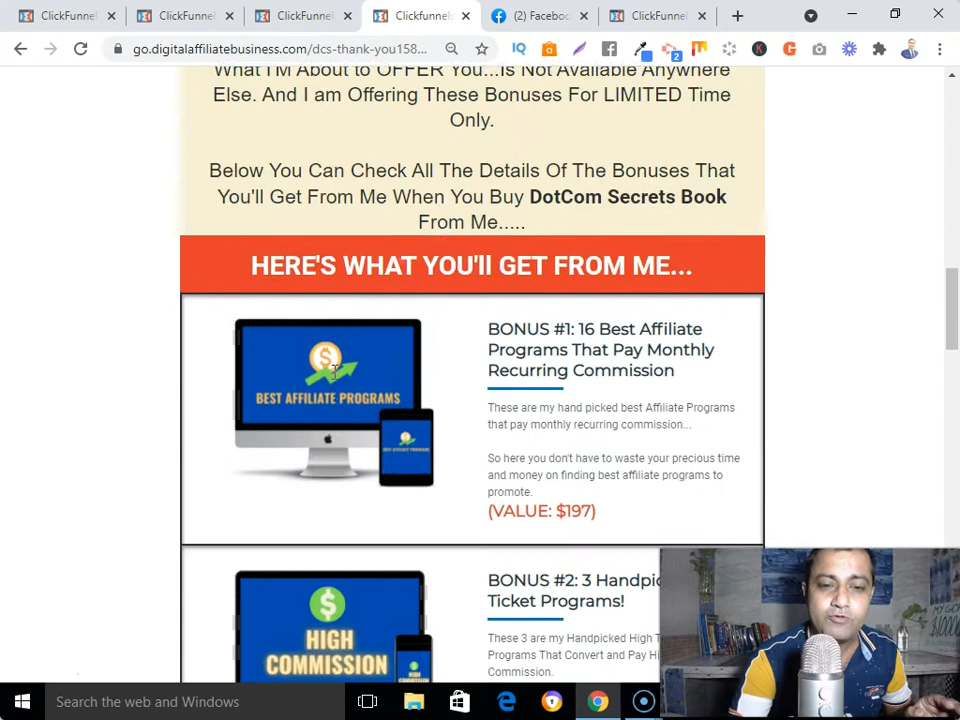 ClickFunnel
ClickFunnel
ClickFunnel
Clickfunnels
(2) Faceboo
ClickFunnel
go.digitalaffiliatebusiness.com/dcs-thank-you158...
What I'M About to OFFER You...Is Not Available Anywhere
Else. And I am Offering These Bonuses For LIMITED Time
Only.
Below You Can Check All The Details Of The Bonuses That
You'll Get From Me When You Buy DotCom Secrets Book
From Me.....
HERE'S WHAT YOU'll GET FROM ME...
BEST AFFILIATE PROGRAMS
BONUS #1: 16 Best Affiliate
Programs That Pay Monthly
Recurring Commission
These are my hand picked best Affiliate Programs
that pay monthly recurring commission...
So here you don't have to waste your precious time
and money on finding best affiliate programs to
promote.
(VALUE: $197)
HIGH
COMMISSION
BONUS #2: 3 Handpic
Ticket Programs!
These 3 are my Handpicked High T
Programs That Convert and Pay Hi
Commission.
Search the web and Windows